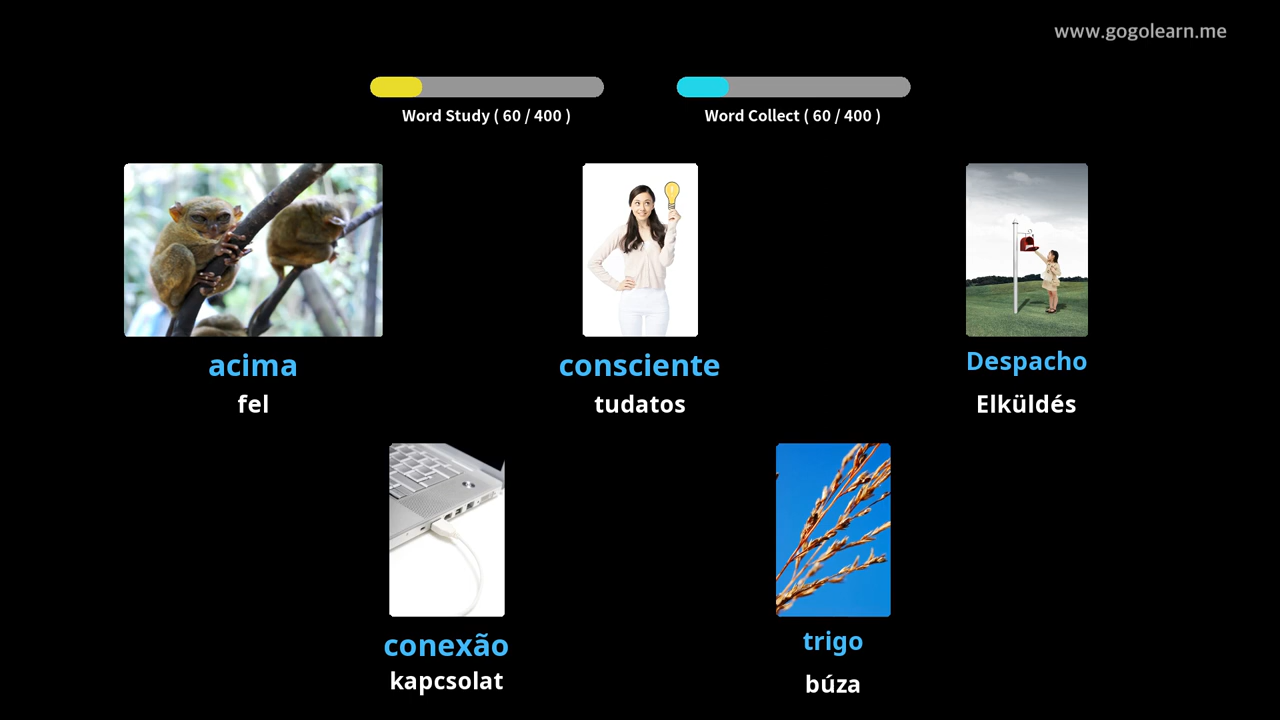 www.gogolearn.me
Word Study ( 60 / 400 )
Word Collect ( 60 / 400 )
acima
fel
consciente
tudatos
Despacho
Elküldés
conexão
kapcsolat
trigo
búza